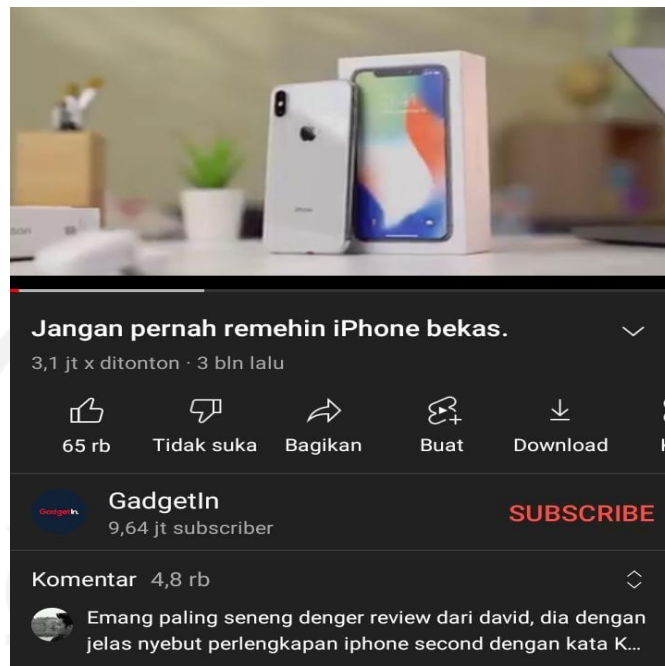 Jangan pernah remehin iPhone bekas.
3,1 jt x ditonton · 3 bln lalu
65 rb Tidak suka Bagikan Buat Download
GadgetIn.
GadgetIn
9,64 jt subscriber
SUBSCRIBE
Komentar 4,8 rb
Emang paling seneng denger review dari david, dia dengan
jelas nyebut perlengkapan iphone second dengan kata K...